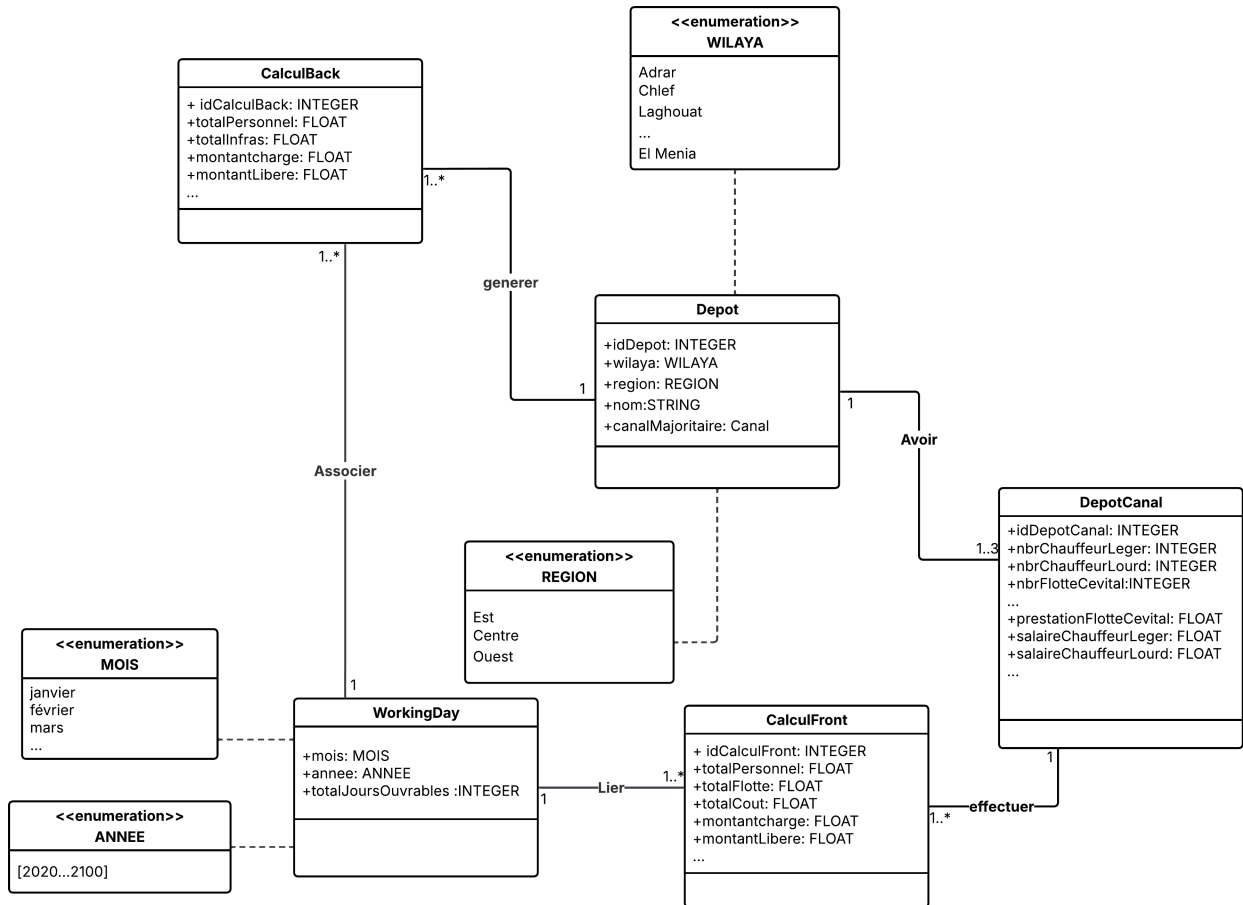 <<enumeration>>
WILAYA
Adrar
Chlef
Laghouat
...
El Menia
CalculBack
+ idCalculBack: INTEGER
+totalPersonnel: FLOAT
+totalInfras: FLOAT
+montantcharge: FLOAT
+montantLibere: FLOAT
...
1..*
1..*
generer
Depot
+idDepot: INTEGER
+wilaya: WILAYA
+region: REGION
+nom:STRING
+canalMajoritaire: Canal
1
1
Avoir
Associer
DepotCanal
+idDepotCanal: INTEGER
+nbrChauffeurLeger: INTEGER
+nbrChauffeurLourd: INTEGER
+nbrFlotteCevital:INTEGER
...
+prestationFlotteCevital: FLOAT
+salaireChauffeurLeger: FLOAT
+salaireChauffeurLourd: FLOAT
...
1..3
<<enumeration>>
REGION
Est
Centre
Ouest
<<enumeration>>
MOIS
janvier
février
mars
...
1
WorkingDay
+mois: MOIS
+annee: ANNEE
+totalJoursOuvrables :INTEGER
1
Lier
1..*
CalculFront
+ idCalculFront: INTEGER
+totalPersonnel: FLOAT
+totalFlotte: FLOAT
+totalCout: FLOAT
+montantcharge: FLOAT
+montantLibere: FLOAT
...
1
effectuer
1..*
<<enumeration>>
ANNEE
[2020...2100]